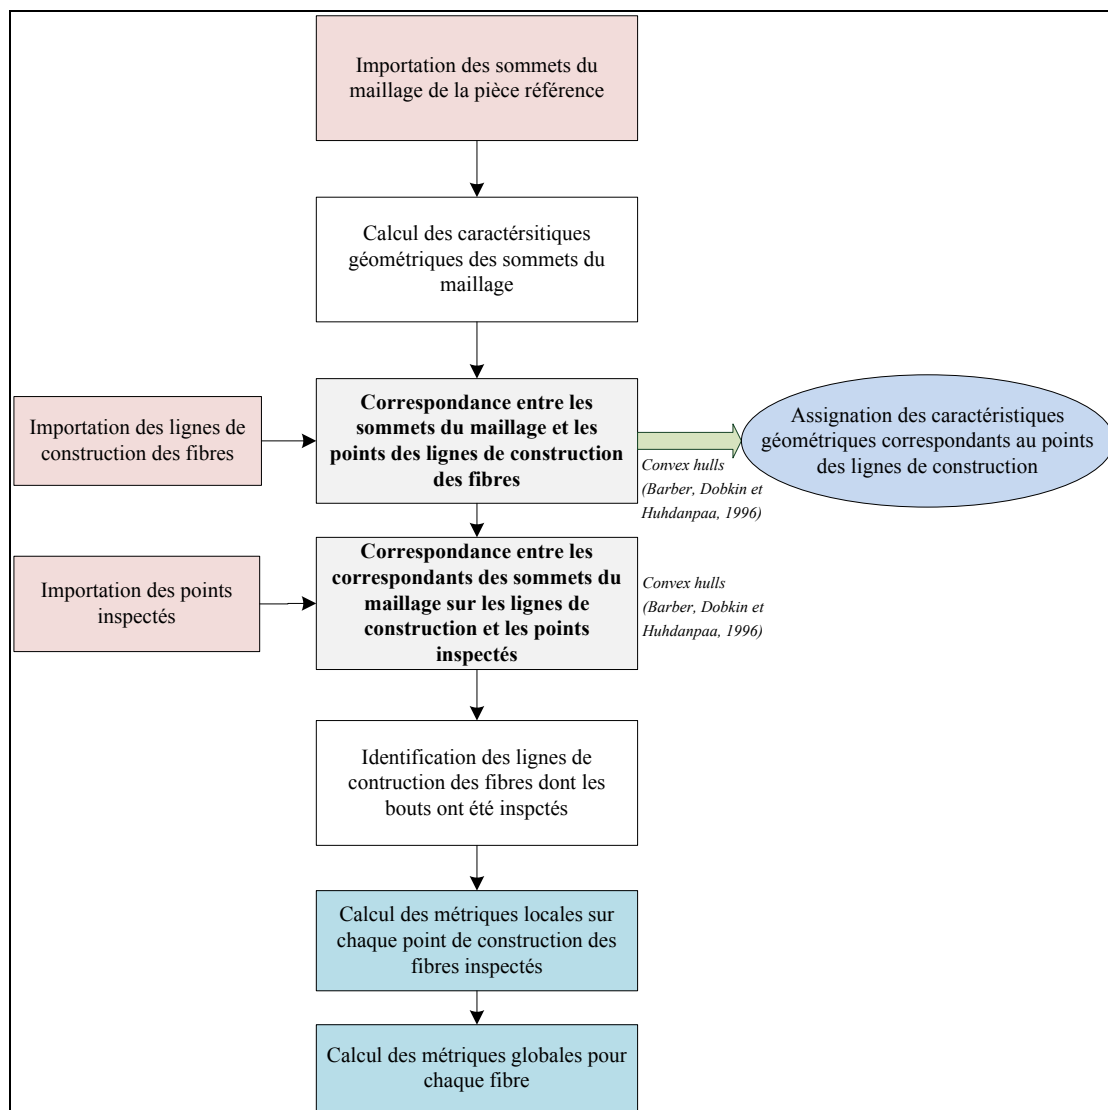 Importation des sommets du
maillage de la pièce référence
Calcul des caractérsitiques
géométriques des sommets du
maillage
Importation des lignes de
construction des fibres
Correspondance entre les
sommets du maillage et les
points des lignes de construction
des fibres
Convex hulls
(Barber, Dobkin et
Huhdanpaa, 1996)
Assignation des caractéristiques
géométriques correspondants au points
des lignes de construction
Importation des points
inspectés
Correspondance entre les
correspondants des sommets du
maillage sur les lignes de
construction et les points
inspectés
Convex hulls
(Barber, Dobkin et
Huhdanpaa, 1996)
Identification des lignes de
contruction des fibres dont les
bouts ont été inspctés
Calcul des métriques locales sur
chaque point de construction des
fibres inspectés
Calcul des métriques globales pour
chaque fibre